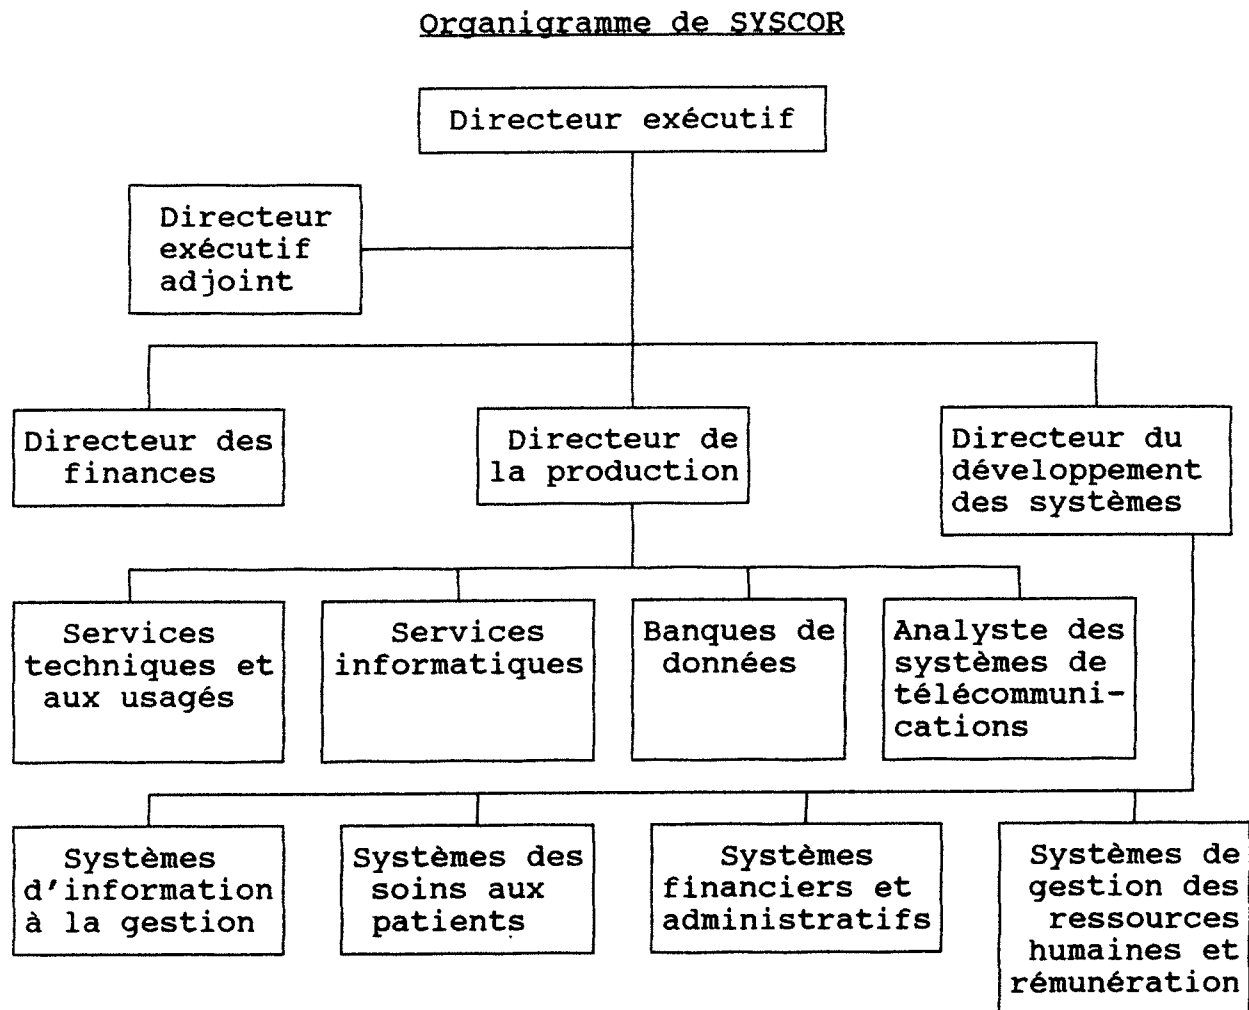 Organigramme de SYSCOR
Directeur exécutif
Directeur
exécutif
adjoint
Directeur des
finances
Directeur de
la production
Directeur du
développement
des systèmes
Services
techniques et
aux usagés
Services
informatiques
Banques de
données
Analyste des
systèmes de
télécommuni-
cations
Systèmes
d'information
à la gestion
Systèmes des
soins aux
patients
Systèmes
financiers et
administratifs
Systèmes de
gestion des
ressources
humaines et
rémunération